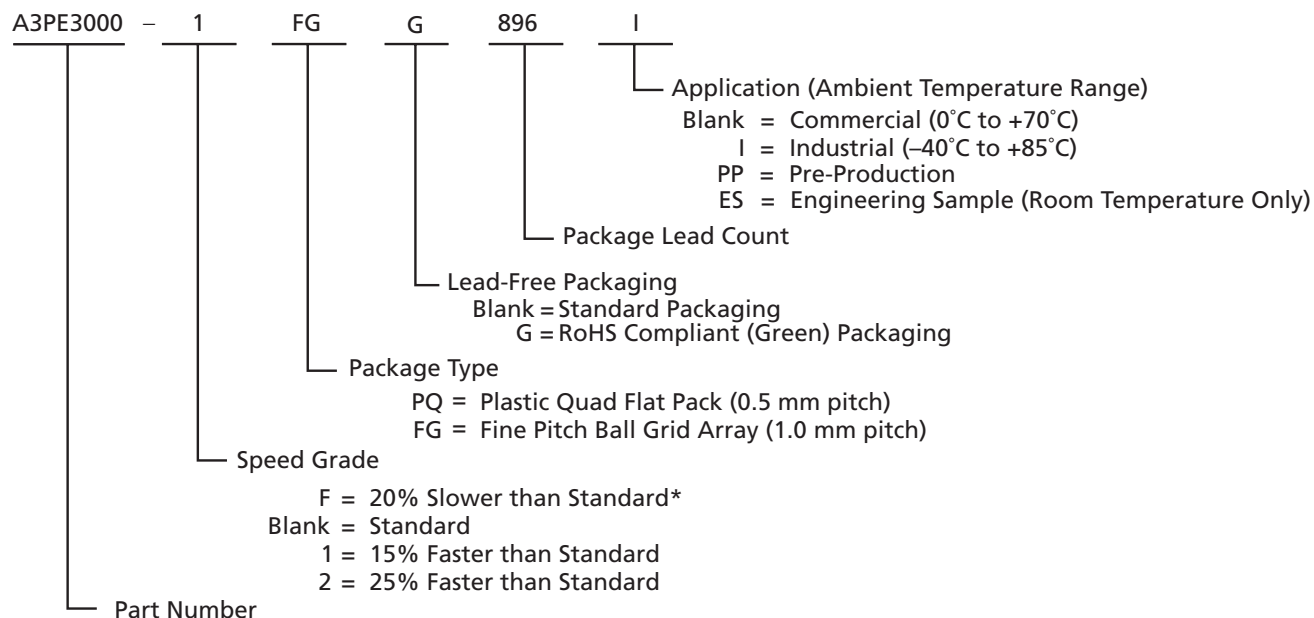 A3PE3000 – 1 FG G 896 I
Application (Ambient Temperature Range)
Blank = Commercial (0˚C to +70˚C)
I = Industrial (–40˚C to +85˚C)
PP = Pre-Production
ES = Engineering Sample (Room Temperature Only)
Package Lead Count
Lead-Free Packaging
Blank = Standard Packaging
G = RoHS Compliant (Green) Packaging
Package Type
PQ = Plastic Quad Flat Pack (0.5 mm pitch)
FG = Fine Pitch Ball Grid Array (1.0 mm pitch)
Speed Grade
F = 20% Slower than Standard*
Blank = Standard
1 = 15% Faster than Standard
2 = 25% Faster than Standard
Part Number